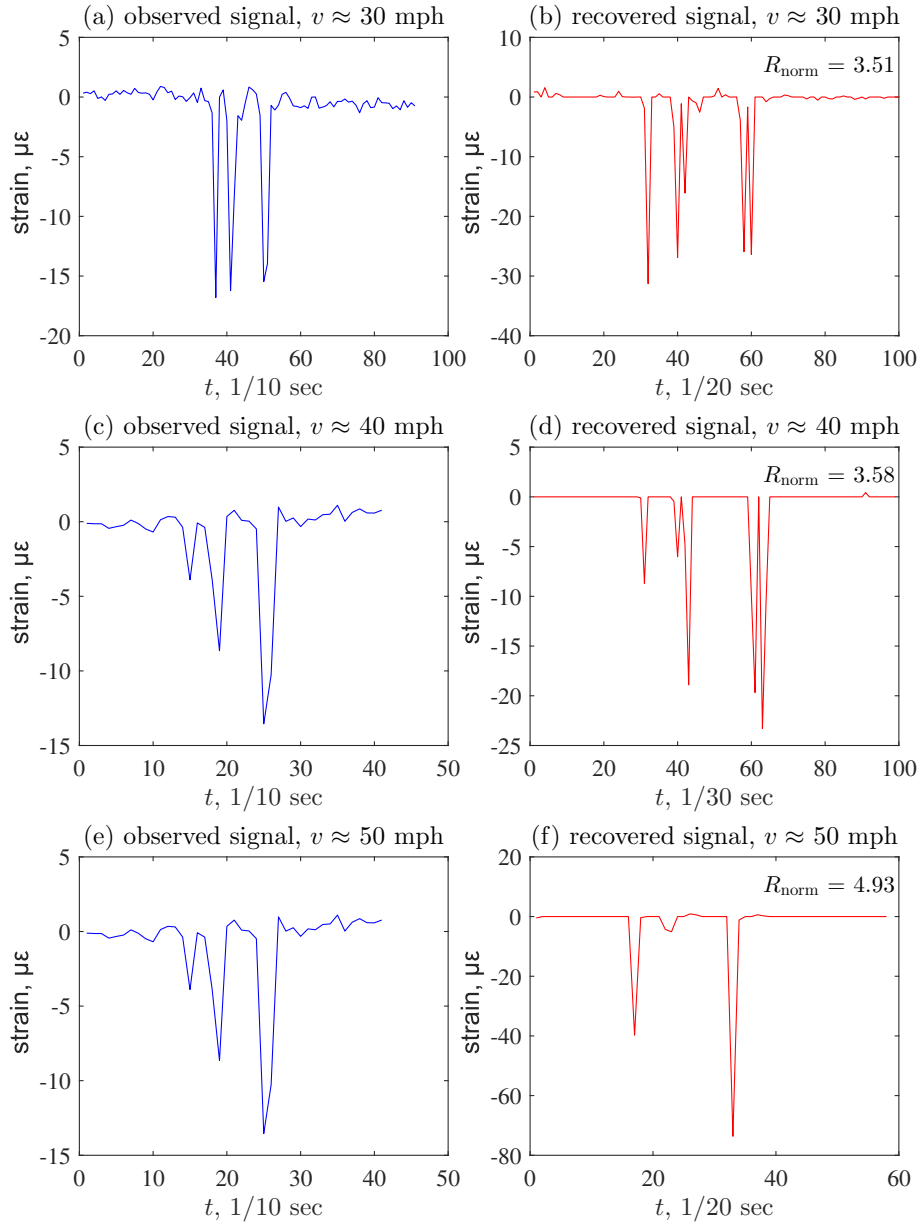 (a) observed signal, v ≈ 30 mph
5
0
-5
-10
-15
-20
0 20 40 60 80 100
strain, με
t, 1/10 sec
(b) recovered signal, v ≈ 30 mph
R_norm = 3.51
10
0
-10
-20
-30
-40
0 20 40 60 80 100
strain, με
t, 1/20 sec
(c) observed signal, v ≈ 40 mph
5
0
-5
-10
-15
0 10 20 30 40 50
strain, με
t, 1/10 sec
(d) recovered signal, v ≈ 40 mph
R_norm = 3.58
5
0
-5
-10
-15
-20
-25
0 20 40 60 80 100
strain, με
t, 1/30 sec
(e) observed signal, v ≈ 50 mph
5
0
-5
-10
-15
0 10 20 30 40 50
strain, με
t, 1/10 sec
(f) recovered signal, v ≈ 50 mph
R_norm = 4.93
20
0
-20
-40
-60
-80
0 20 40 60
strain, με
t, 1/20 sec